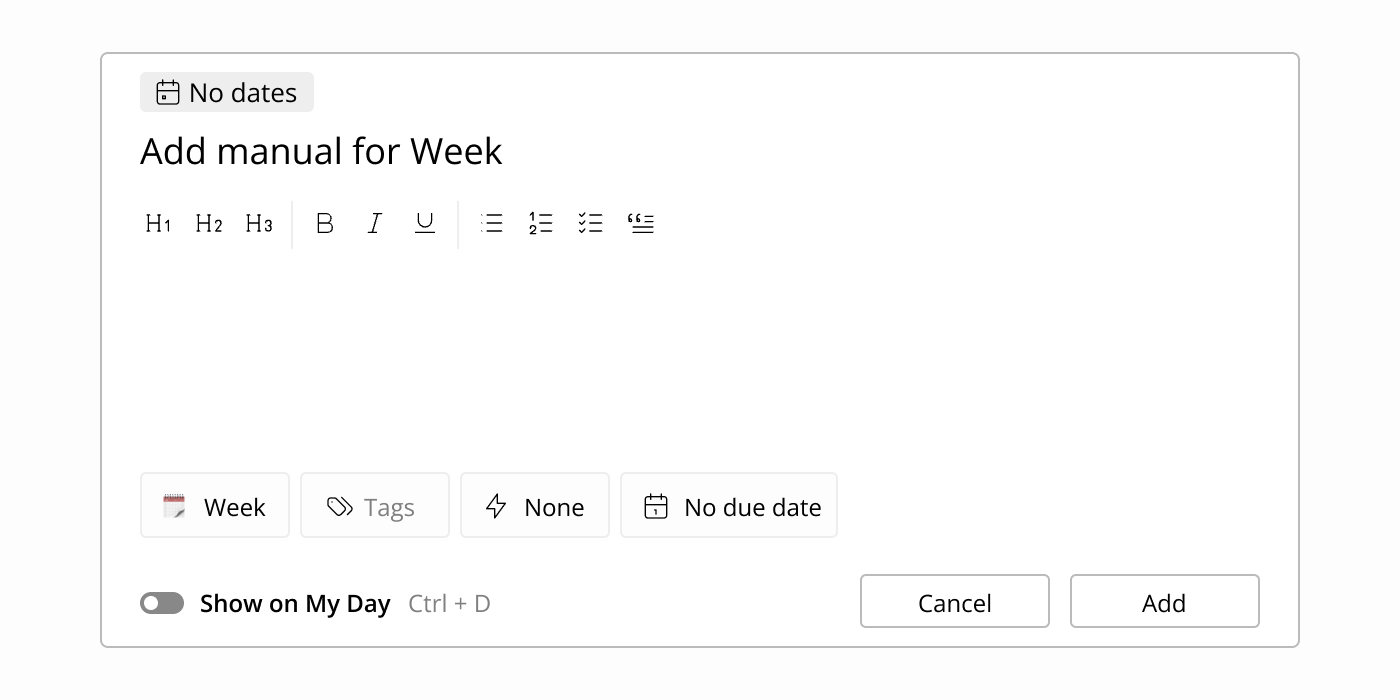 No dates
Add manual for Week
H1 H2 H3 B I U
Week Tags None No due date
Show on My Day Ctrl + D Cancel Add